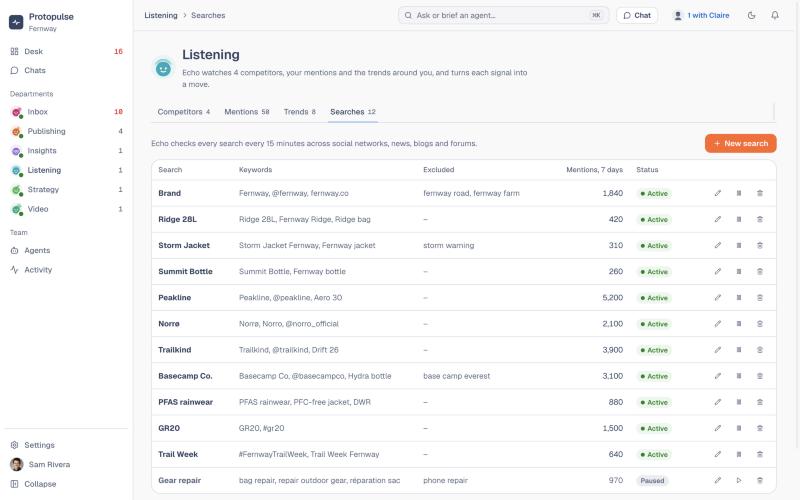 Protopulse
Fernway
Desk 16
Chats
Departments
Inbox 10
Publishing 4
Insights 1
Listening 1
Strategy 1
Video 1
Team
Agents
Activity
Settings
Sam Rivera
Collapse
Listening > Searches
Ask or brief an agent... ⌘K
Chat
1 with Claire
Listening
Echo watches 4 competitors, your mentions and the trends around you, and turns each signal into
a move.
Competitors 4 Mentions 50 Trends 8 Searches 12
Echo checks every search every 15 minutes across social networks, news, blogs and forums.
+ New search
Search Keywords Excluded Mentions, 7 days Status
Brand Fernway, @fernway, fernway.co fernway road, fernway farm 1,840 Active
Ridge 28L Ridge 28L, Fernway Ridge, Ridge bag – 420 Active
Storm Jacket Storm Jacket Fernway, Fernway jacket storm warning 310 Active
Summit Bottle Summit Bottle, Fernway bottle – 260 Active
Peakline Peakline, @peakline, Aero 30 – 5,200 Active
Norrø Norrø, Norro, @norro_official – 2,100 Active
Trailkind Trailkind, @trailkind, Drift 26 – 3,900 Active
Basecamp Co. Basecamp Co, @basecampco, Hydra bottle base camp everest 3,100 Active
PFAS rainwear PFAS rainwear, PFC-free jacket, DWR – 880 Active
GR20 GR20, #gr20 – 1,500 Active
Trail Week #FernwayTrailWeek, Trail Week Fernway – 640 Active
Gear repair bag repair, repair outdoor gear, réparation sac phone repair 970 Paused